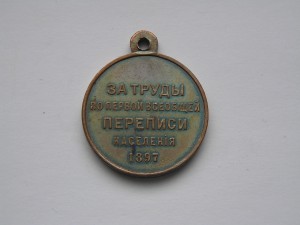 ЗА ТРУДЫ
ПО ПЕРВОЙ ВСЕОБЩЕЙ
ПЕРЕПИСИ
НАСЕЛЕНІЯ
1897